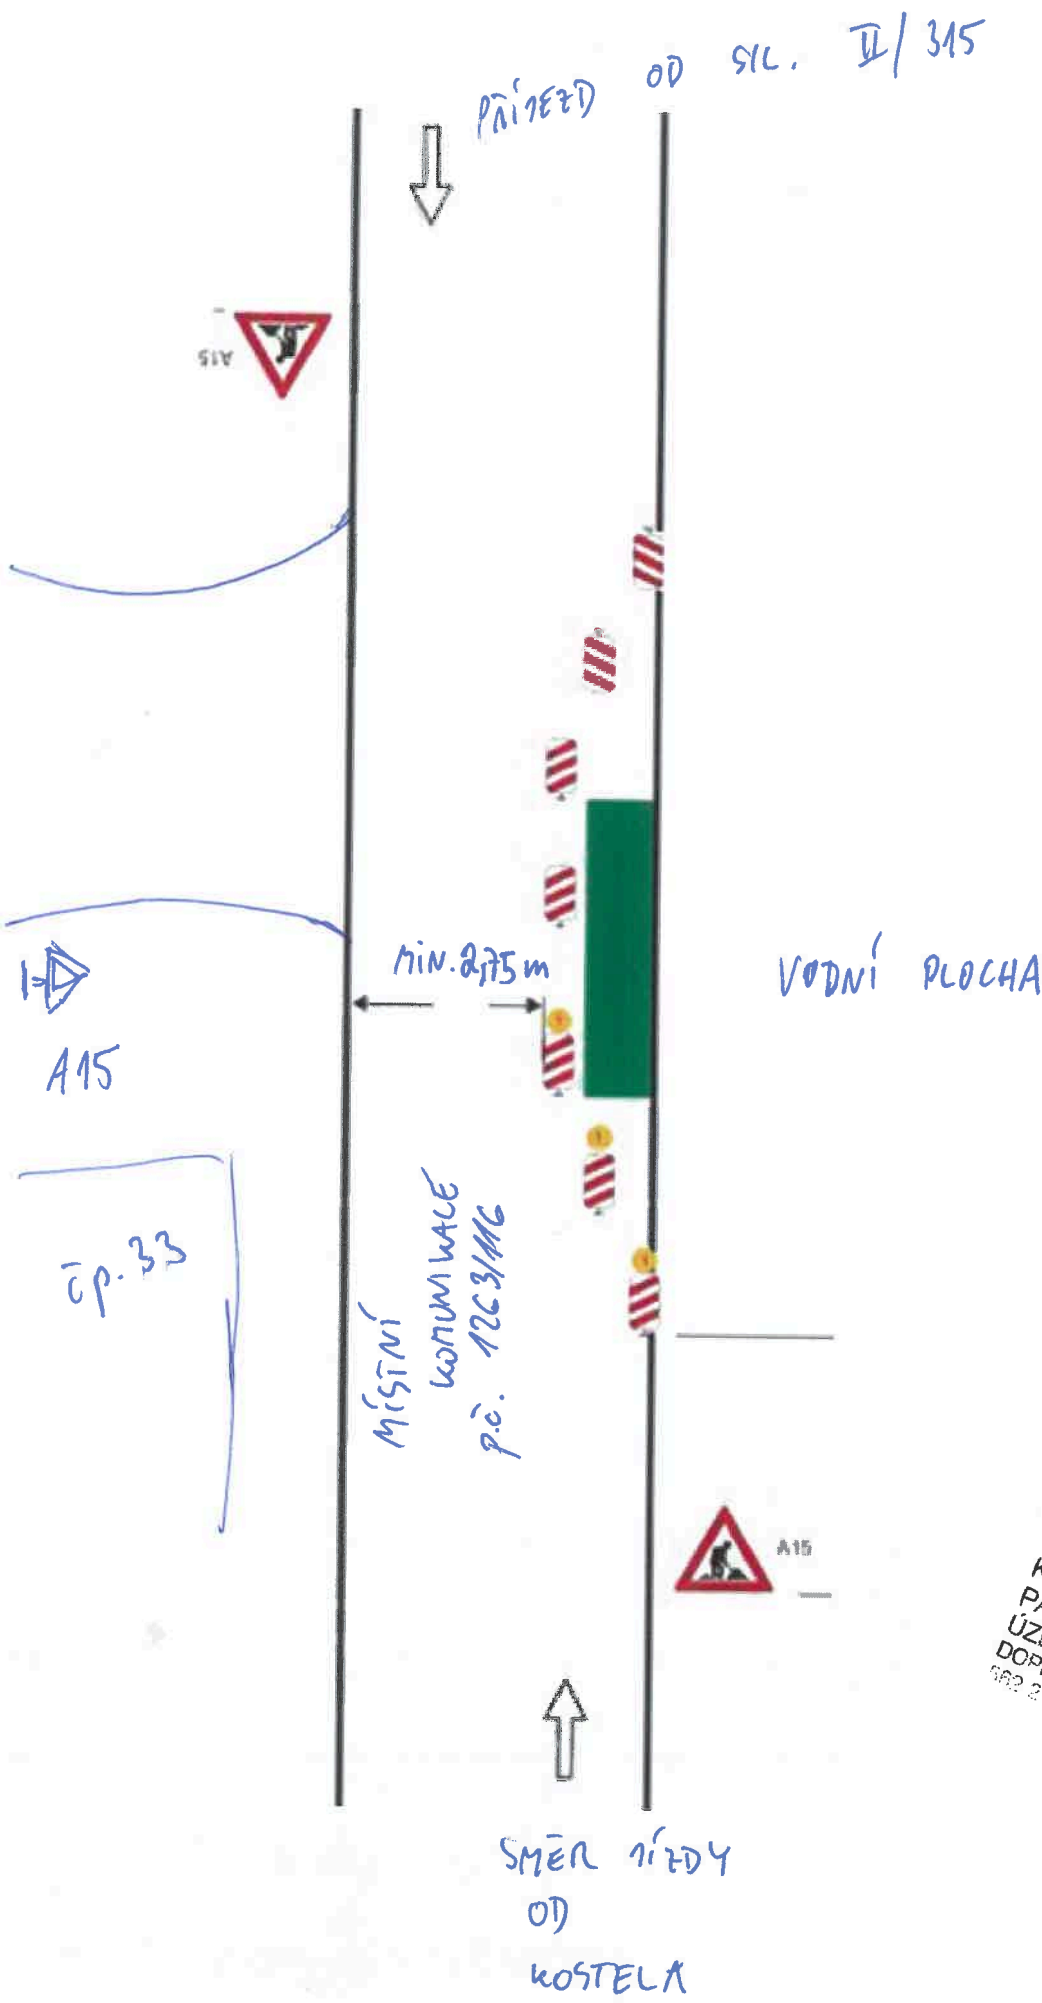 PŘÍJEZD OD SIL. II/315
A15
MIN. 2,75 m
VODNÍ PLOCHA
A15
čp. 33
MÍSTNÍ
KOMUNIKACE
p.č. 1263/116
A15
SMĚR JÍZDY
OD
KOSTELA